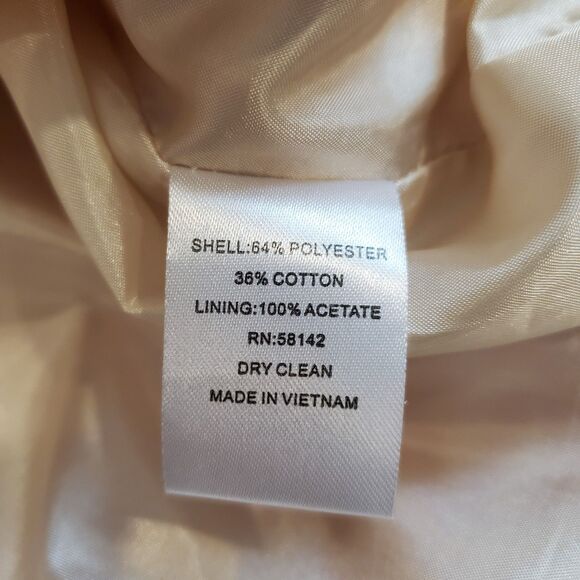 SHELL:64% POLYESTER
36% COTTON
LINING:100% ACETATE
RN:58142
DRY CLEAN
MADE IN VIETNAM